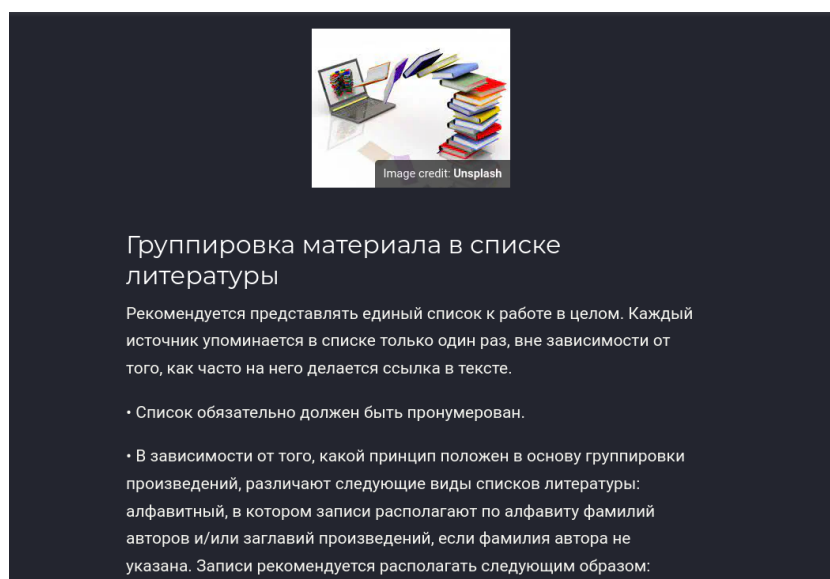 Image credit: Unsplash
Группировка материала в списке
литературы
Рекомендуется представлять единый список к работе в целом. Каждый
источник упоминается в списке только один раз, вне зависимости от
того, как часто на него делается ссылка в тексте.
• Список обязательно должен быть пронумерован.
• В зависимости от того, какой принцип положен в основу группировки
произведений, различают следующие виды списков литературы:
алфавитный, в котором записи располагают по алфавиту фамилий
авторов и/или заглавий произведений, если фамилия автора не
указана. Записи рекомендуется располагать следующим образом: